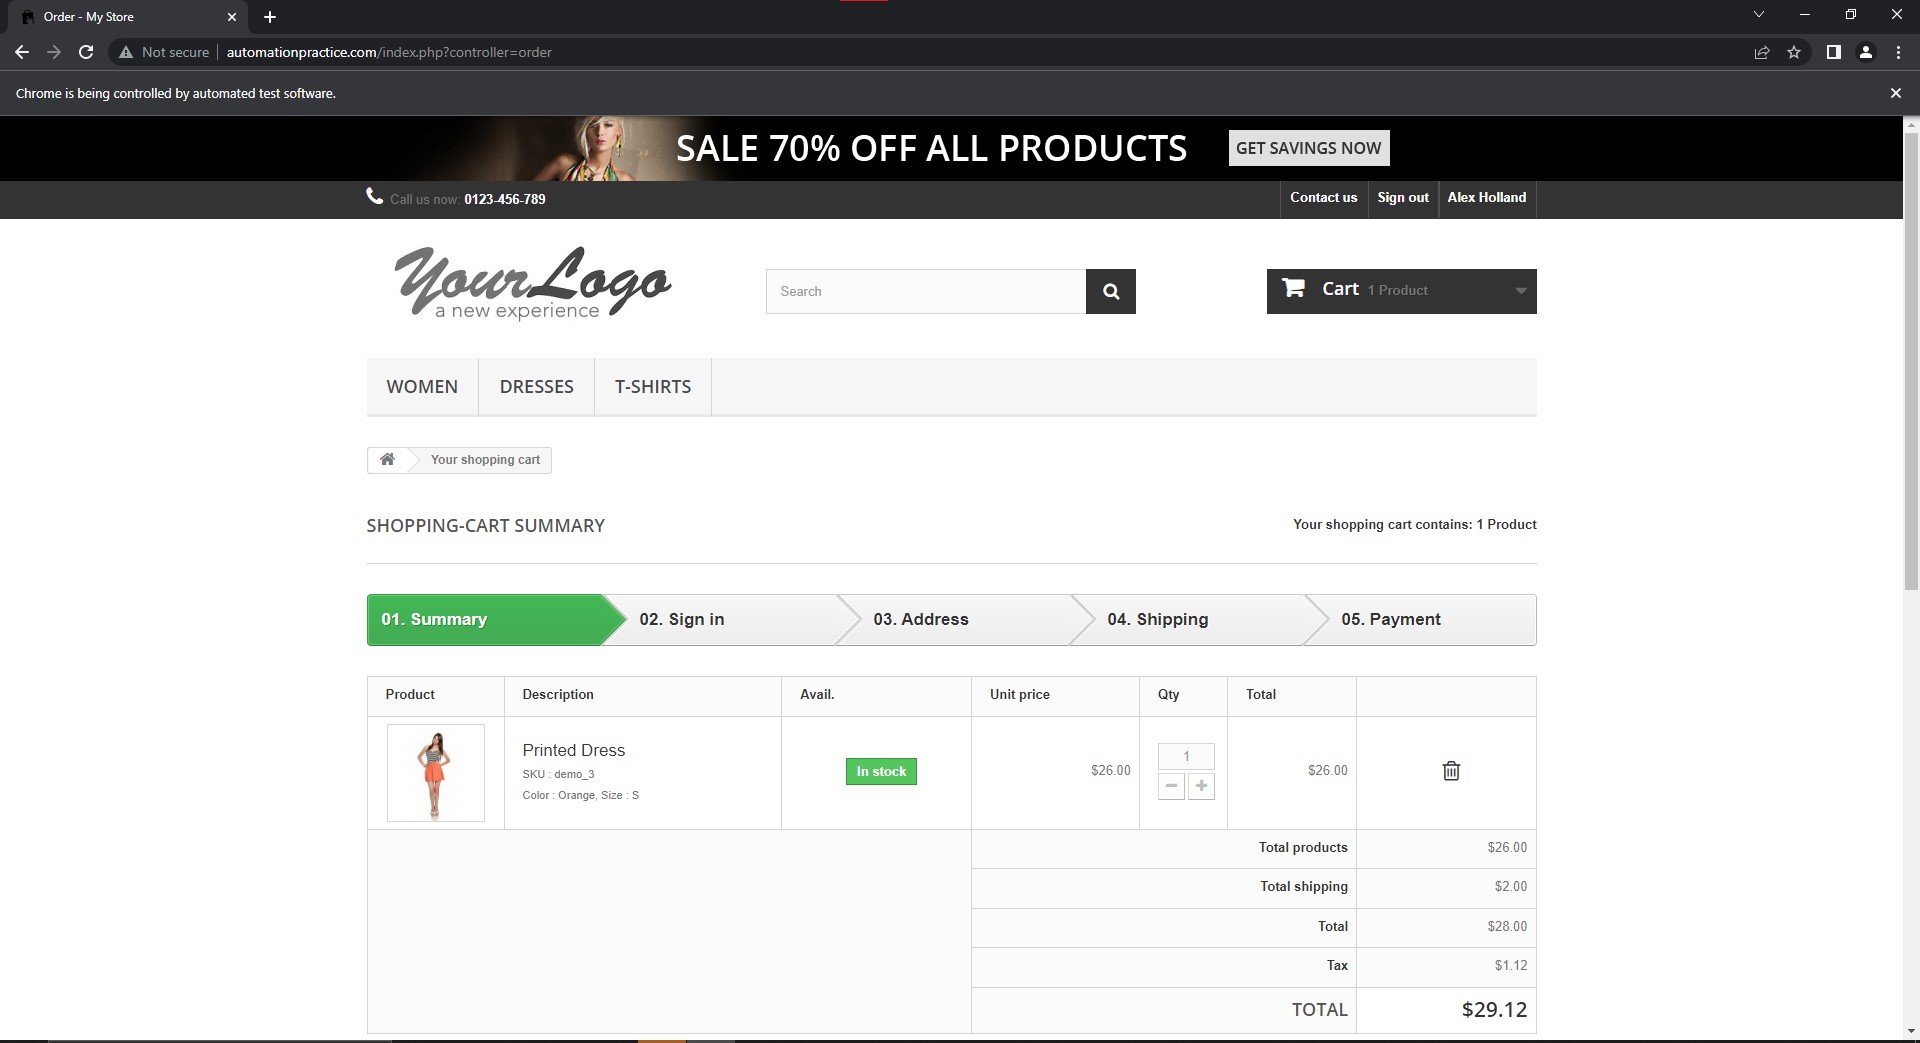 Order - My Store
Not secure automationpractice.com/index.php?controller=order
Chrome is being controlled by automated test software.
SALE 70% OFF ALL PRODUCTS GET SAVINGS NOW
Call us now: 0123-456-789 Contact us Sign out Alex Holland
YourLogo
a new experience
Search
Cart 1 Product
WOMEN DRESSES T-SHIRTS
Your shopping cart
SHOPPING-CART SUMMARY Your shopping cart contains: 1 Product
01. Summary 02. Sign in 03. Address 04. Shipping 05. Payment
Product Description Avail. Unit price Qty Total
Printed Dress
SKU : demo_3
Color : Orange, Size : S
In stock
$26.00
1
$26.00
Total products $26.00
Total shipping $2.00
Total $28.00
Tax $1.12
TOTAL $29.12